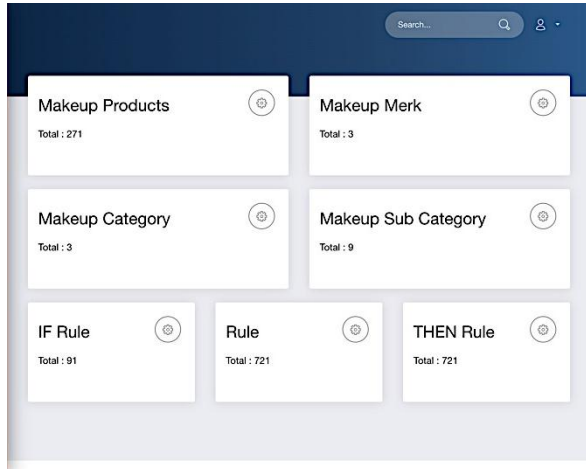 Search...
Makeup Products
Total : 271
Makeup Merk
Total : 3
Makeup Category
Total : 3
Makeup Sub Category
Total : 9
IF Rule
Total : 91
Rule
Total : 721
THEN Rule
Total : 721